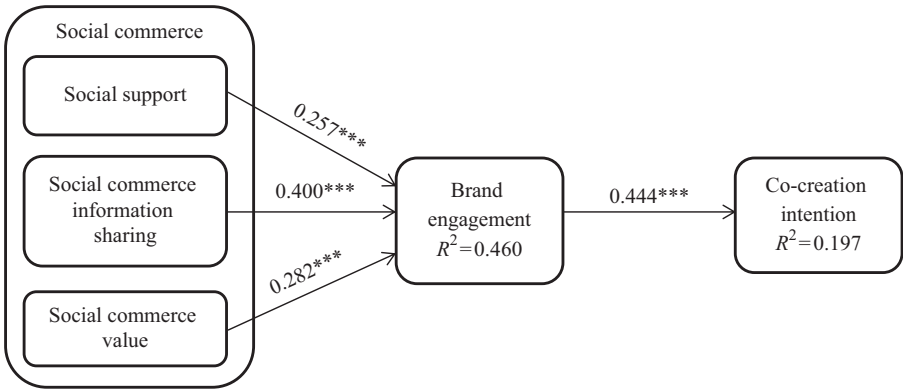 Social commerce
Social support
Social commerce
information
sharing
Social commerce
value
0.257***
0.400***
0.282***
Brand
engagement
R²=0.460
0.444***
Co-creation
intention
R²=0.197